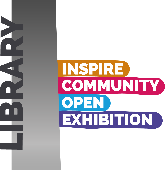 LIBRARY
INSPIRE
COMMUNITY
OPEN
EXHIBITION